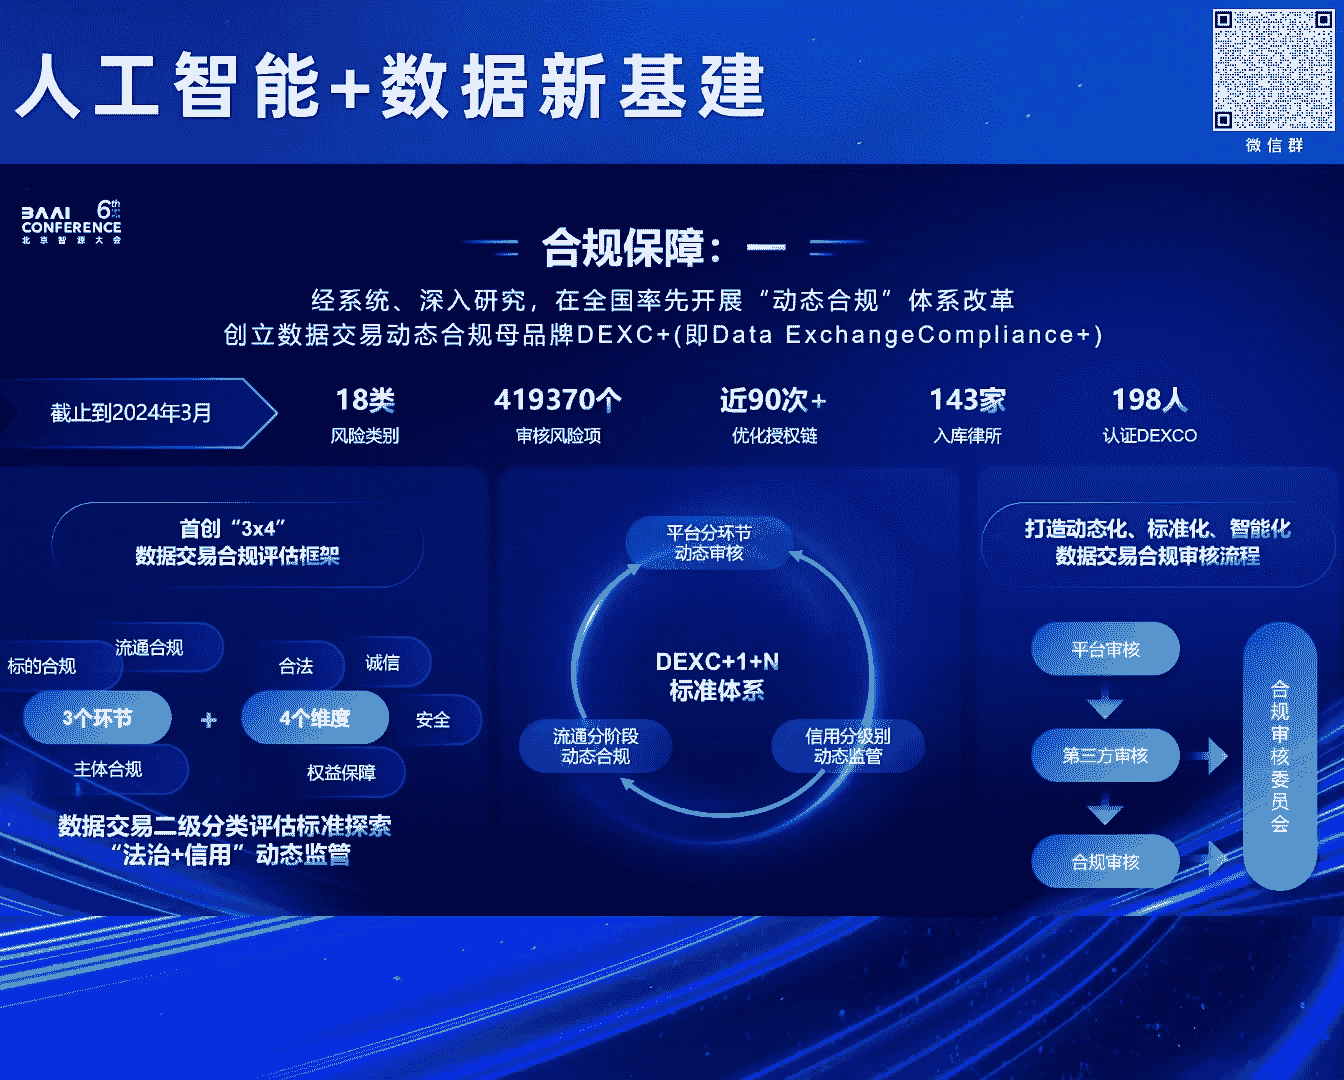 人工智能+数据新基建
微信群
BAAI 6th
CONFERENCE
北京智源大会
合规保障：一
经系统、深入研究，在全国率先开展“动态合规”体系改革
创立数据交易动态合规母品牌DEXC+(即Data ExchangeCompliance+)
截止到2024年3月
18类
风险类别
419370个
审核风险项
近90次+
优化授权链
143家
入库律所
198人
认证DEXCO
首创“3x4”
数据交易合规评估框架
流通合规
标的合规
3个环节
主体合规
+
合法
诚信
4个维度
安全
权益保障
数据交易二级分类评估标准探索
“法治+信用”动态监管
平台分环节
动态审核
DEXC+1+N
标准体系
流通分阶段
动态合规
信用分级别
动态监管
打造动态化、标准化、智能化
数据交易合规审核流程
平台审核
第三方审核
合规审核
合规审核委员会